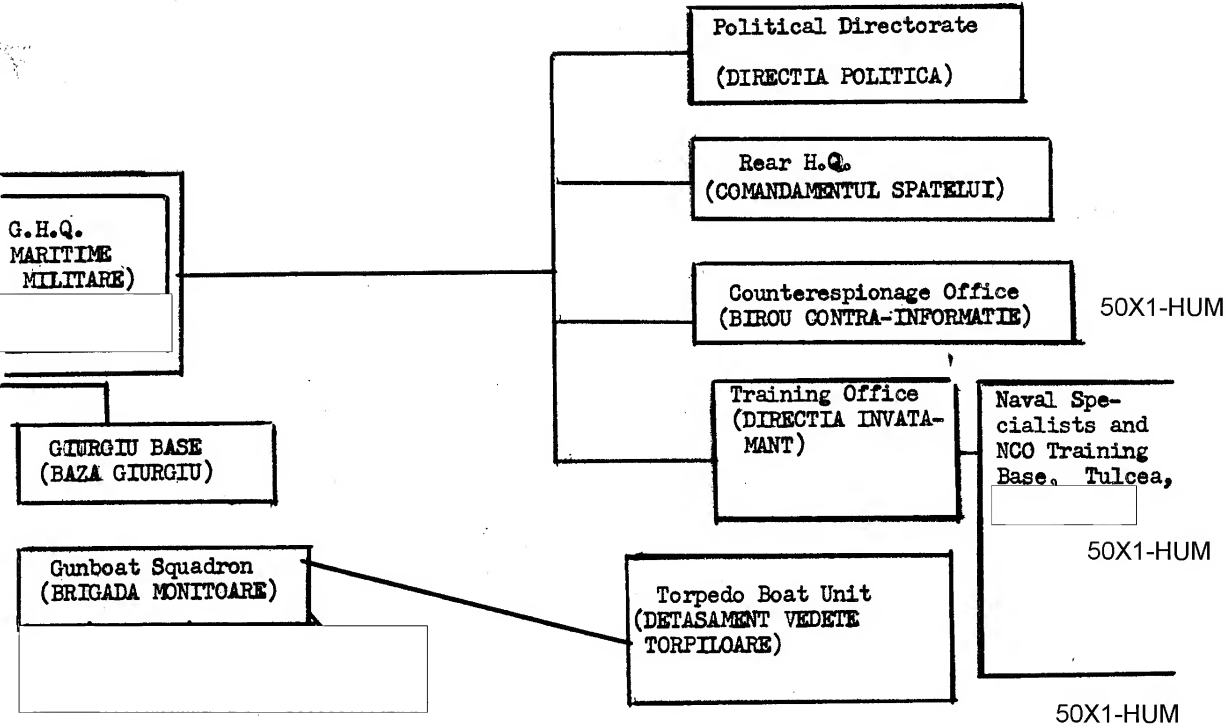 Political Directorate
(DIRECTIA POLITICA)
Rear H.Q.
(COMANDAMENTUL SPATELUI)
G.H.Q.
MARITIME
MILITARE)
Counterespionage Office
(BIROU CONTRA-INFORMATIE)
50X1-HUM
Training Office
(DIRECTIA INVATA-
MANT)
Naval Spe-
cialists and
NCO Training
Base. Tulcea,
50X1-HUM
GIURGIU BASE
(BAZA GIURGIU)
Gunboat Squadron
(BRIGADA MONITOARE)
Torpedo Boat Unit
(DETASAMENT VEDETE
TORPILOARE)
50X1-HUM